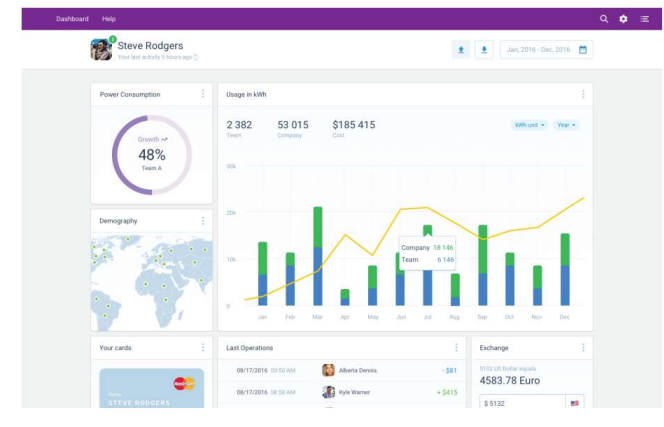 Dashboard Help
1
Steve Rodgers
Your last activity 5 hours ago
Jan, 2016 - Dec, 2016
Power Consumption
Growth
48%
Team A
Usage in kWh
2 382 53 015 $185 415
Team Company Cost
kWh unit Year
30k
20k
10k
0
Company 18 146
Team 6 146
Jan Feb Mar Apr May Jun Jul Aug Sep Oct Nov Dec
Demography
Your cards
MasterCard
STEVE RODGERS
Last Operations
08/17/2016 09:50 AM Alberta Dennis - $81
08/17/2016 08:58 AM Kyle Warner + $415
Exchange
5132 US Dollar equals
4583.78 Euro
$ 5132